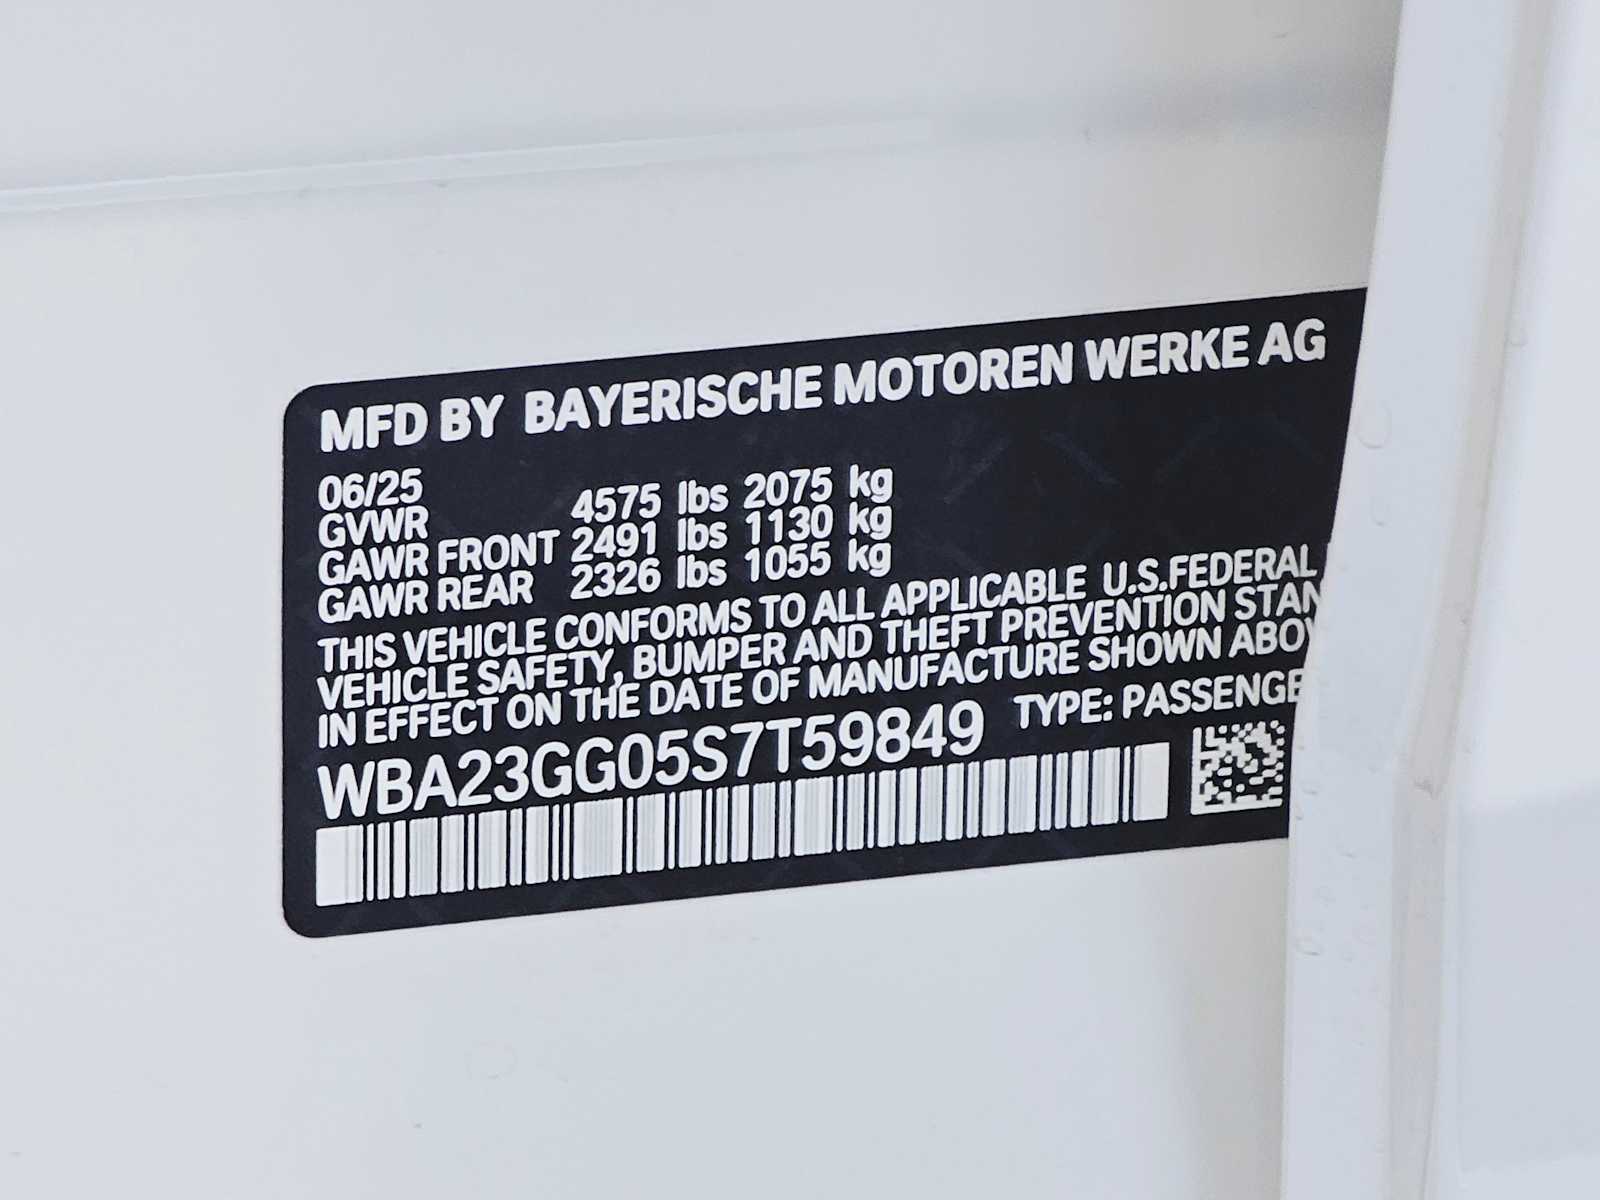 MFD BY BAYERISCHE MOTOREN WERKE AG
06/25
GVWR 4575 lbs 2075 kg
GAWR FRONT 2491 lbs 1130 kg
GAWR REAR 2326 lbs 1055 kg
THIS VEHICLE CONFORMS TO ALL APPLICABLE U.S.FEDERAL
VEHICLE SAFETY, BUMPER AND THEFT PREVENTION STAN
IN EFFECT ON THE DATE OF MANUFACTURE SHOWN ABOV
WBA23GG05S7T59849 TYPE: PASSENGE